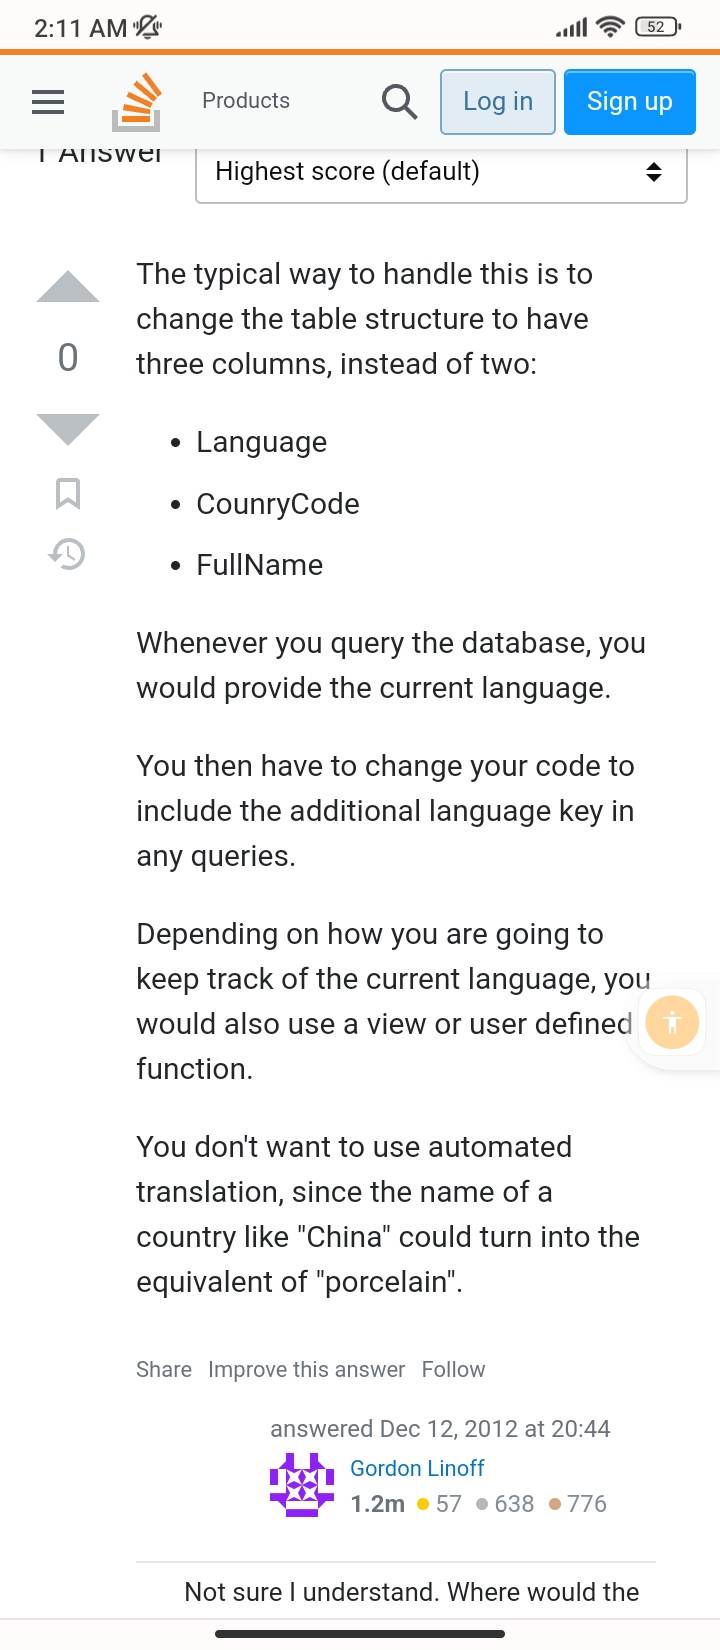 2:11 AM
52
Products
Log in
Sign up
1 Answer
Highest score (default)
The typical way to handle this is to
change the table structure to have
three columns, instead of two:
0
• Language
• CounryCode
• FullName
Whenever you query the database, you
would provide the current language.
You then have to change your code to
include the additional language key in
any queries.
Depending on how you are going to
keep track of the current language, you
would also use a view or user defined
function.
You don't want to use automated
translation, since the name of a
country like "China" could turn into the
equivalent of "porcelain".
Share Improve this answer Follow
answered Dec 12, 2012 at 20:44
Gordon Linoff
1.2m ● 57 ● 638 ● 776
Not sure I understand. Where would the